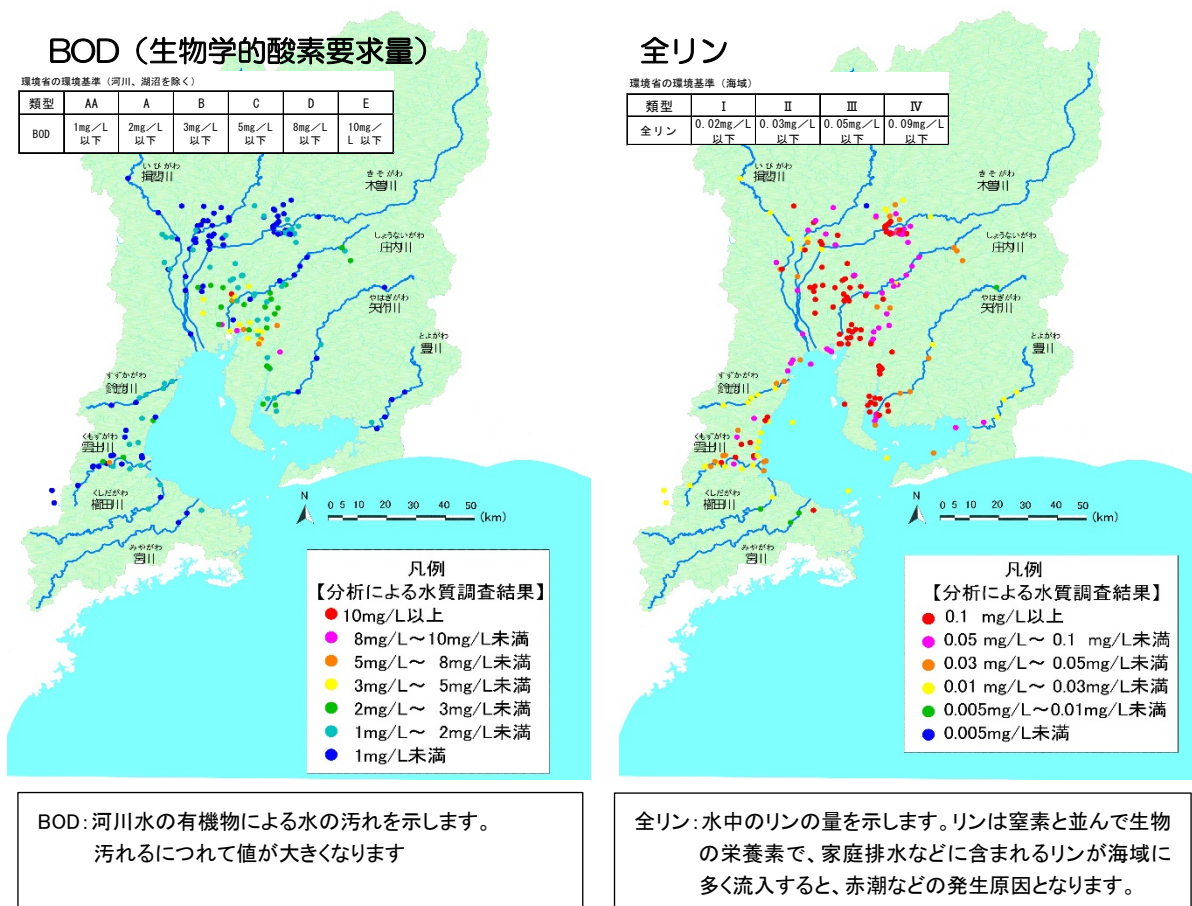 BOD（生物学的酸素要求量）
環境省の環境基準（河川、湖沼を除く）
類型 AA A B C D E
BOD 1mg／L以下 2mg／L以下 3mg／L以下 5mg／L以下 8mg／L以下 10mg／L 以下
いびがわ
揖斐川
きそがわ
木曽川
しょうないがわ
庄内川
やはぎがわ
矢作川
とよがわ
豊川
すずかがわ
鈴鹿川
くもずがわ
雲出川
くしだがわ
櫛田川
みやがわ
宮川
N
0 5 10 20 30 40 50 (km)
凡例
【分析による水質調査結果】
10mg/L以上
8mg/L～10mg/L未満
5mg/L～ 8mg/L未満
3mg/L～ 5mg/L未満
2mg/L～ 3mg/L未満
1mg/L～ 2mg/L未満
1mg/L未満
BOD：河川水の有機物による水の汚れを示します。
汚れるにつれて値が大きくなります
全リン
環境省の環境基準（海域）
類型 Ⅰ Ⅱ Ⅲ Ⅳ
全リン 0.02mg／L以下 0.03mg／L以下 0.05mg／L以下 0.09mg／L以下
いびがわ
揖斐川
きそがわ
木曽川
しょうないがわ
庄内川
やはぎがわ
矢作川
とよがわ
豊川
すずかがわ
鈴鹿川
くもずがわ
雲出川
くしだがわ
櫛田川
みやがわ
宮川
N
0 5 10 20 30 40 50 (km)
凡例
【分析による水質調査結果】
0.1 mg/L以上
0.05 mg/L～ 0.1 mg/L未満
0.03 mg/L～ 0.05mg/L未満
0.01 mg/L～ 0.03mg/L未満
0.005mg/L～0.01mg/L未満
0.005mg/L未満
全リン：水中のリンの量を示します。リンは窒素と並んで生物
の栄養素で、家庭排水などに含まれるリンが海域に
多く流入すると、赤潮などの発生原因となります。